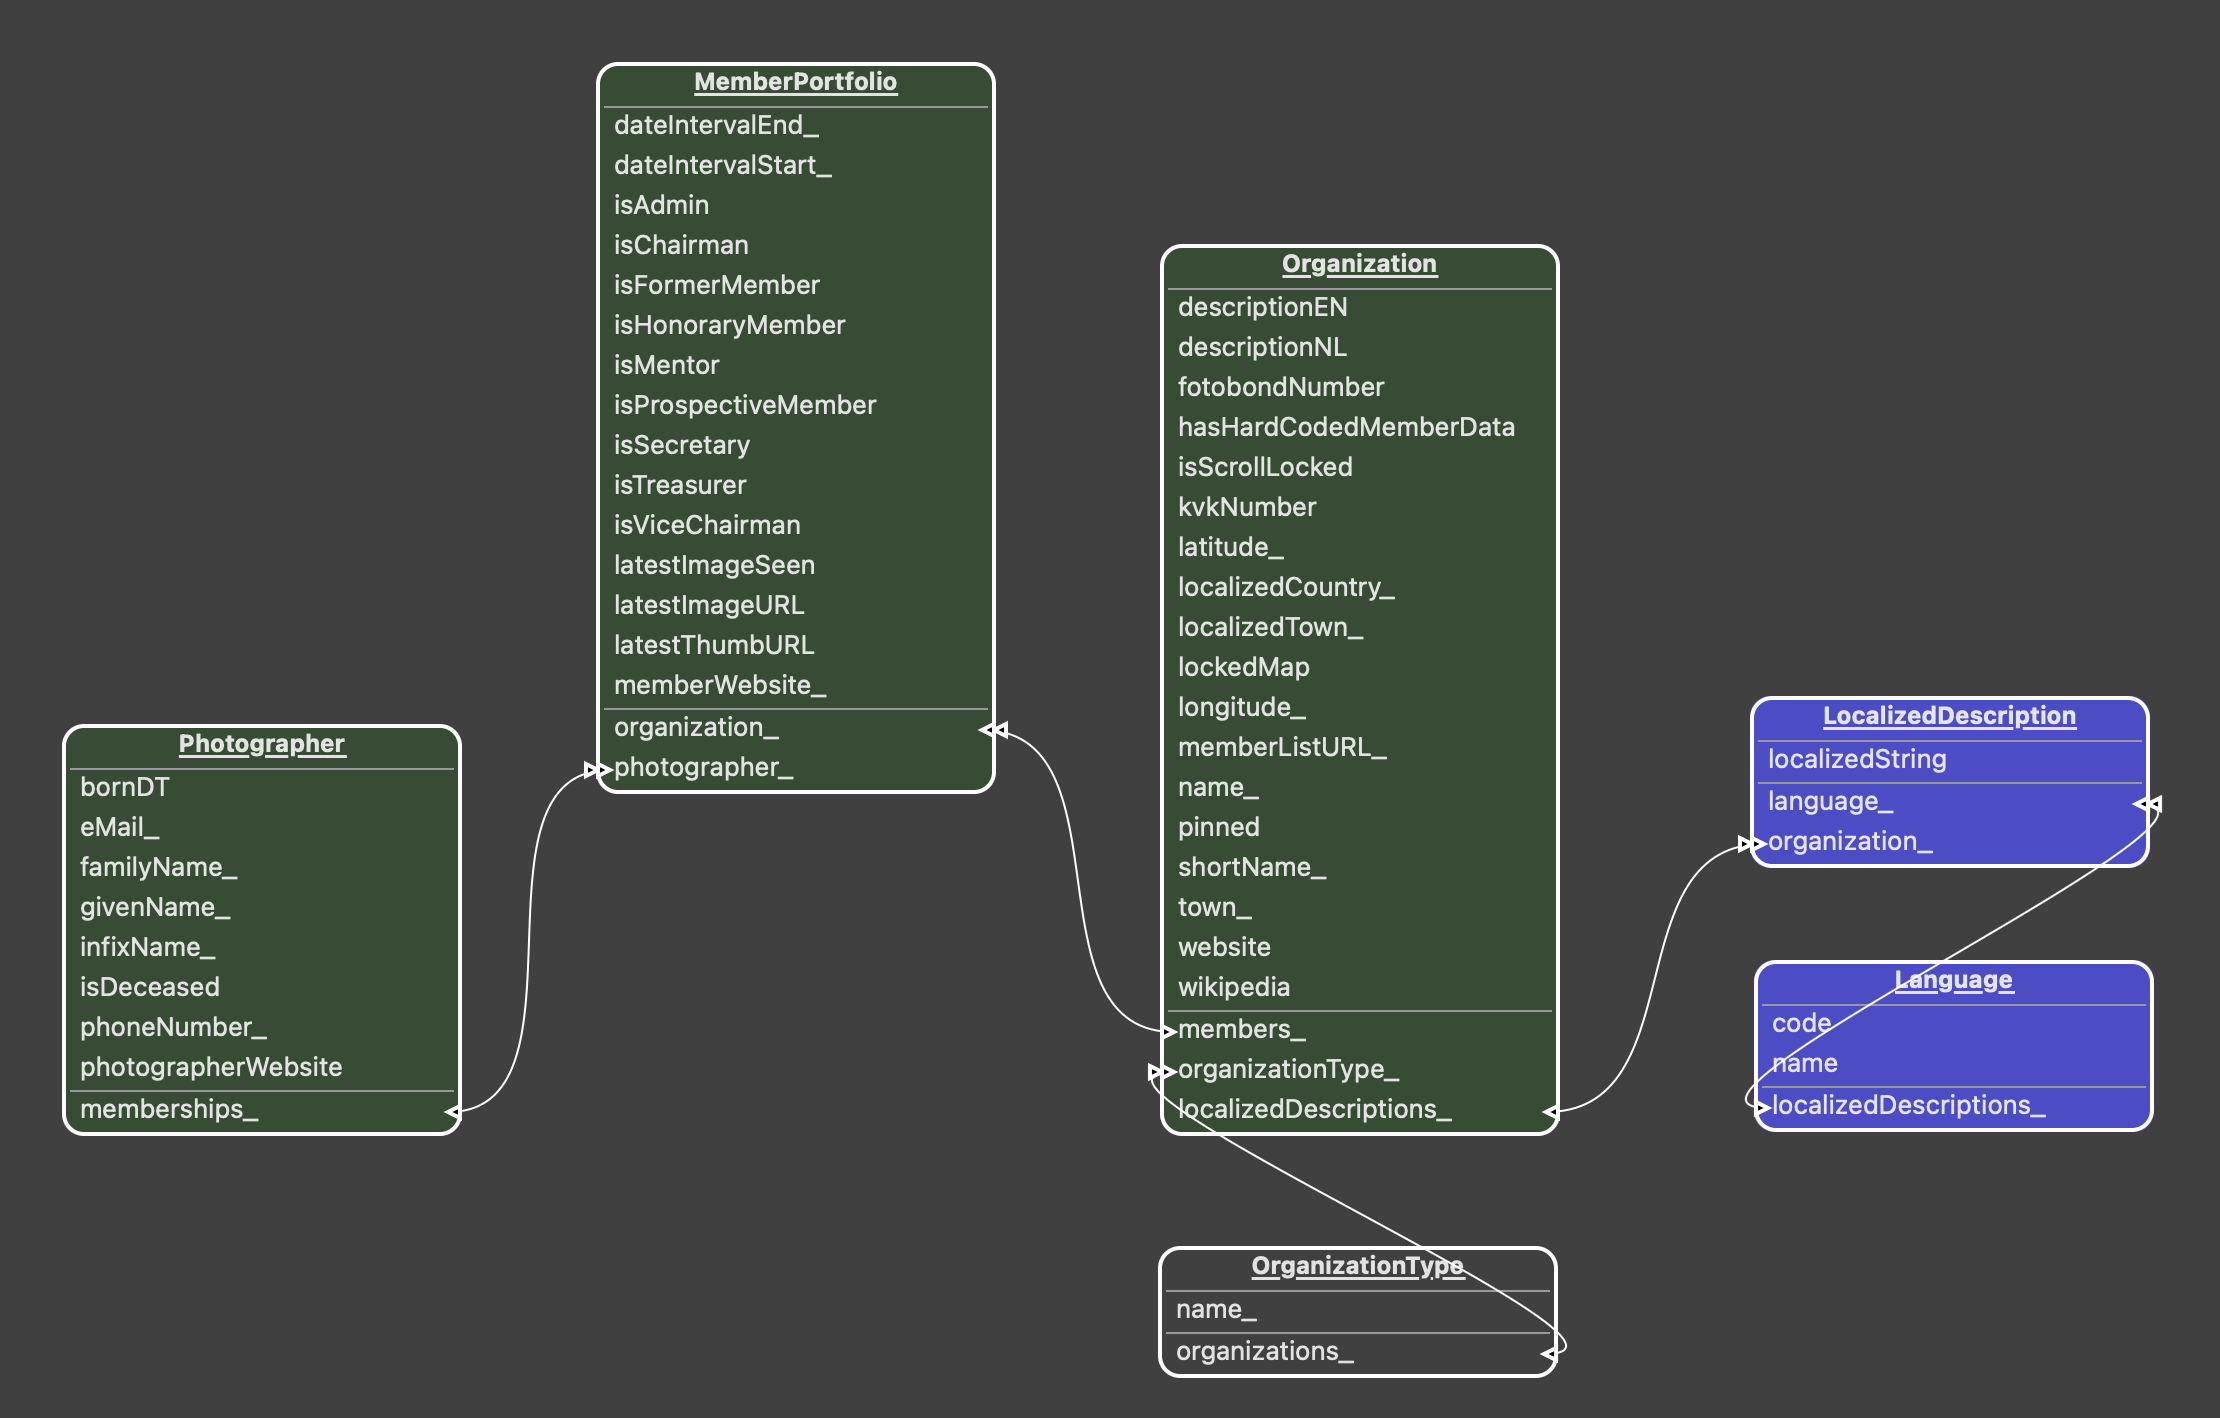 MemberPortfolio
dateIntervalEnd_
dateIntervalStart_
isAdmin
isChairman
isFormerMember
isHonoraryMember
isMentor
isProspectiveMember
isSecretary
isTreasurer
isViceChairman
latestImageSeen
latestImageURL
latestThumbURL
memberWebsite_
organization_
photographer_
Photographer
bornDT
eMail_
familyName_
givenName_
infixName_
isDeceased
phoneNumber_
photographerWebsite
memberships_
Organization
descriptionEN
descriptionNL
fotobondNumber
hasHardCodedMemberData
isScrollLocked
kvkNumber
latitude_
localizedCountry_
localizedTown_
lockedMap
longitude_
memberListURL_
name_
pinned
shortName_
town_
website
wikipedia
members_
organizationType_
localizedDescriptions_
LocalizedDescription
localizedString
language_
organization_
Language
code
name
localizedDescriptions_
OrganizationType
name_
organizations_